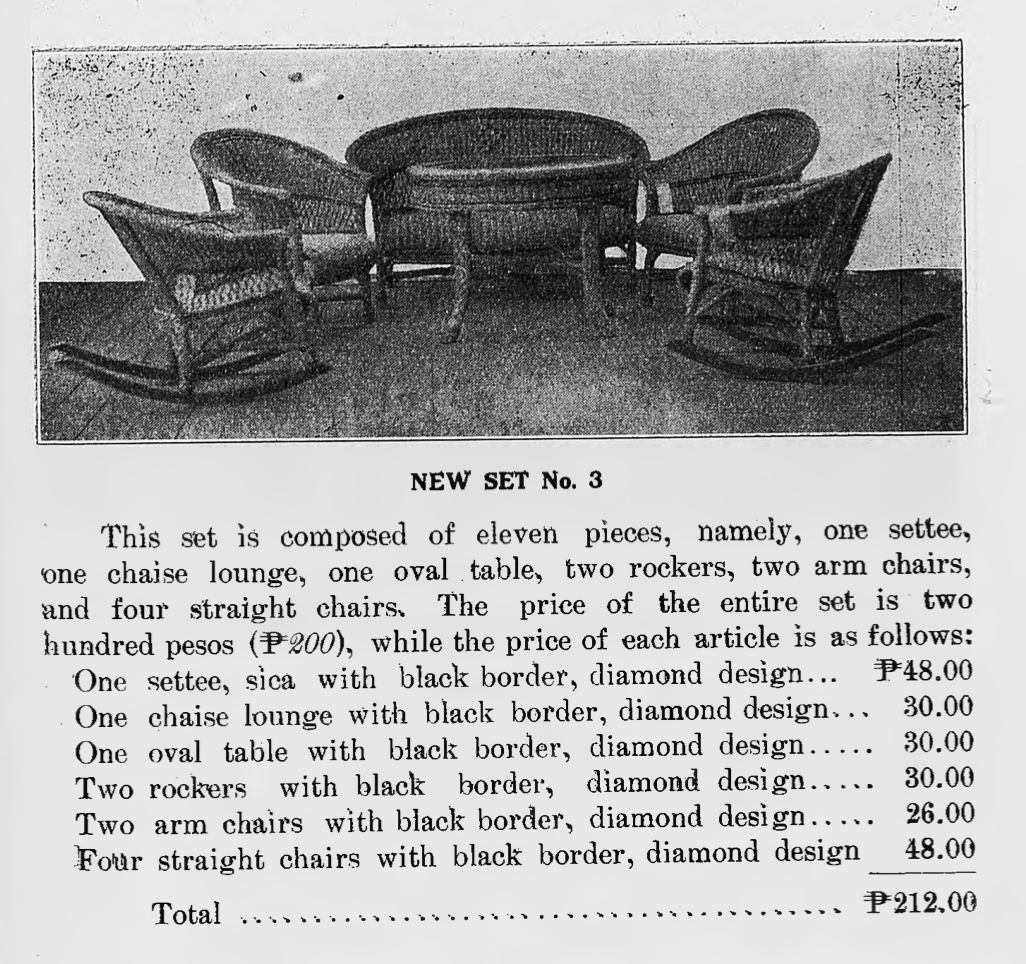 NEW SET No. 3
This set is composed of eleven pieces, namely, one settee,
one chaise lounge, one oval table, two rockers, two arm chairs,
and four straight chairs. The price of the entire set is two
hundred pesos (₱200), while the price of each article is as follows:
One settee, sica with black border, diamond design... ₱48.00
One chaise lounge with black border, diamond design... 30.00
One oval table with black border, diamond design..... 30.00
Two rockers with black border, diamond design..... 30.00
Two arm chairs with black border, diamond design..... 26.00
Four straight chairs with black border, diamond design 48.00
Total ......................................... ₱212.00